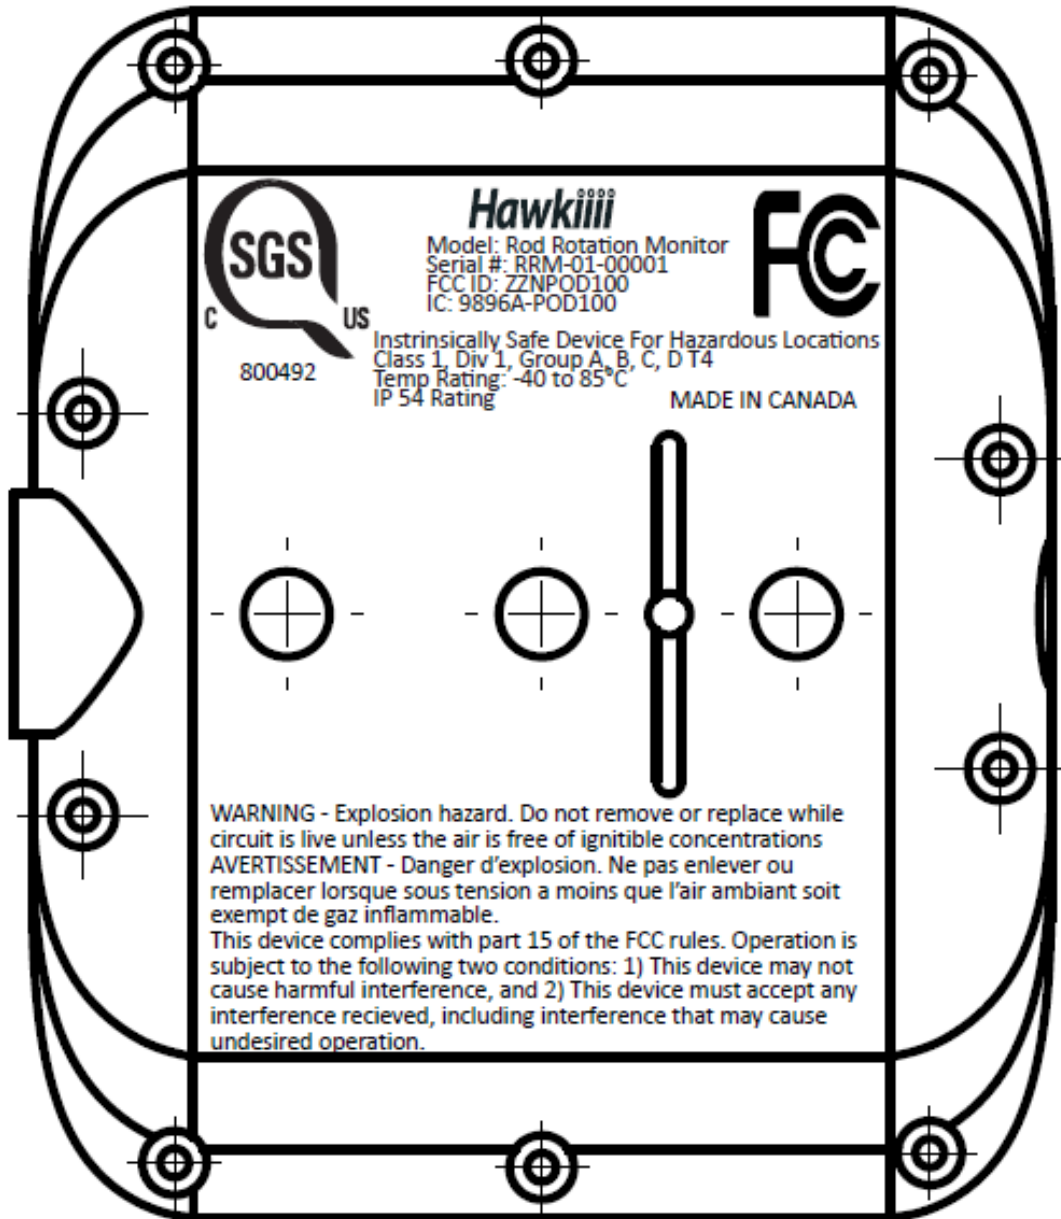 SGS
C
US
800492
Hawkiiii
Model: Rod Rotation Monitor
Serial #: RRM-01-00001
FCC ID: ZZNPOD100
IC: 9896A-POD100
FC
Instrinsically Safe Device For Hazardous Locations
Class 1, Div 1, Group A, B, C, D T4
Temp Rating: -40 to 85°C
IP 54 Rating
MADE IN CANADA
WARNING - Explosion hazard. Do not remove or replace while
circuit is live unless the air is free of ignitible concentrations
AVERTISSEMENT - Danger d'explosion. Ne pas enlever ou
remplacer lorsque sous tension a moins que l'air ambiant soit
exempt de gaz inflammable.
This device complies with part 15 of the FCC rules. Operation is
subject to the following two conditions: 1) This device may not
cause harmful interference, and 2) This device must accept any
interference recieved, including interference that may cause
undesired operation.